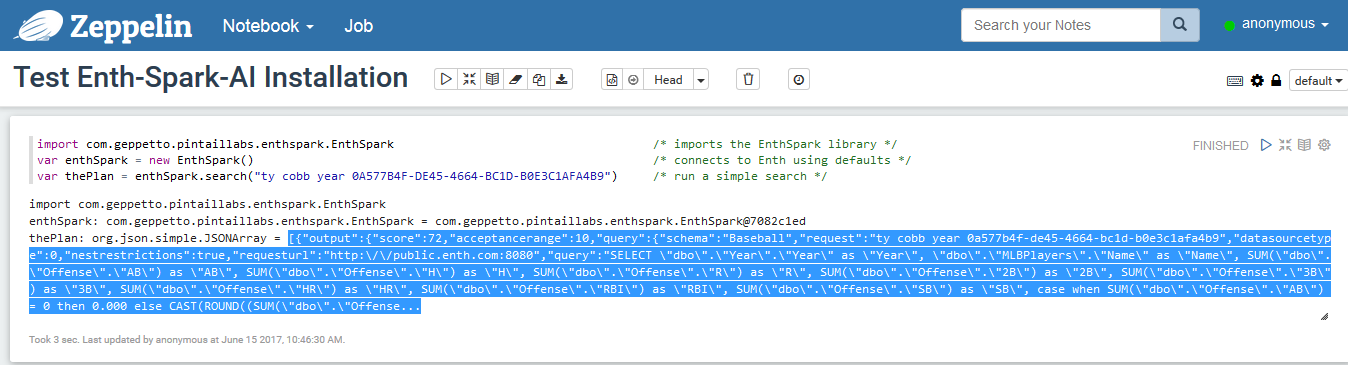 Zeppelin Notebook Job Search your Notes anonymous
Test Enth-Spark-AI Installation Head default
import com.geppetto.pintaillabs.enthspark.EnthSpark /* imports the EnthSpark library */ FINISHED
var enthSpark = new EnthSpark() /* connects to Enth using defaults */
var thePlan = enthSpark.search("ty cobb year 0A577B4F-DE45-4664-BC1D-B0E3C1AFA4B9") /* run a simple search */
import com.geppetto.pintaillabs.enthspark.EnthSpark
enthSpark: com.geppetto.pintaillabs.enthspark.EnthSpark = com.geppetto.pintaillabs.enthspark.EnthSpark@7082c1ed
thePlan: org.json.simple.JSONArray = [{"output":{"score":72,"acceptancerange":10,"query":{"schema":"Baseball","request":"ty cobb year 0a577b4f-de45-4664-bc1d-b0e3c1afa4b9","datasourcetyp
e":0,"nestrestrictions":true,"requesturl":"http:\/\/public.enth.com:8080","query":"SELECT \"dbo\".\"Year\".\"Year\" as \"Year\", \"dbo\".\"MLBPlayers\".\"Name\" as \"Name\", SUM(\"dbo\".
\"Offense\".\"AB\") as \"AB\", SUM(\"dbo\".\"Offense\".\"H\") as \"H\", SUM(\"dbo\".\"Offense\".\"R\") as \"R\", SUM(\"dbo\".\"Offense\".\"2B\") as \"2B\", SUM(\"dbo\".\"Offense\".\"3B\"
) as \"3B\", SUM(\"dbo\".\"Offense\".\"HR\") as \"HR\", SUM(\"dbo\".\"Offense\".\"RBI\") as \"RBI\", SUM(\"dbo\".\"Offense\".\"SB\") as \"SB\", case when SUM(\"dbo\".\"Offense\".\"AB\")
= 0 then 0.000 else CAST(ROUND((SUM(\"dbo\".\"Offense...
Took 3 sec. Last updated by anonymous at June 15 2017, 10:46:30 AM.